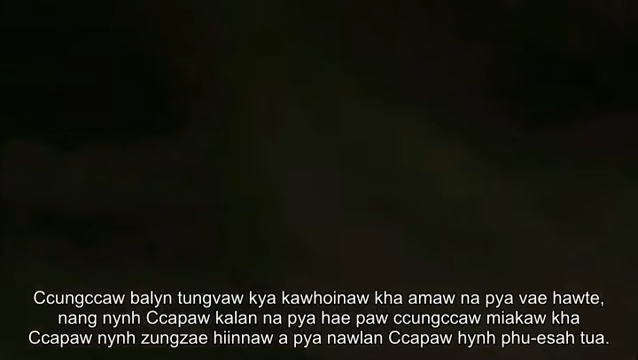 Ccungccaw balyn tungvaw kya kawhoinaw kha amaw na pya vae hawte,
nang nynh Ccapaw kalan na pya hae paw ccungccaw miakaw kha
Ccapaw nynh zungzae hiinnaw a pya nawlan Ccapaw hynh phu-esah tua.